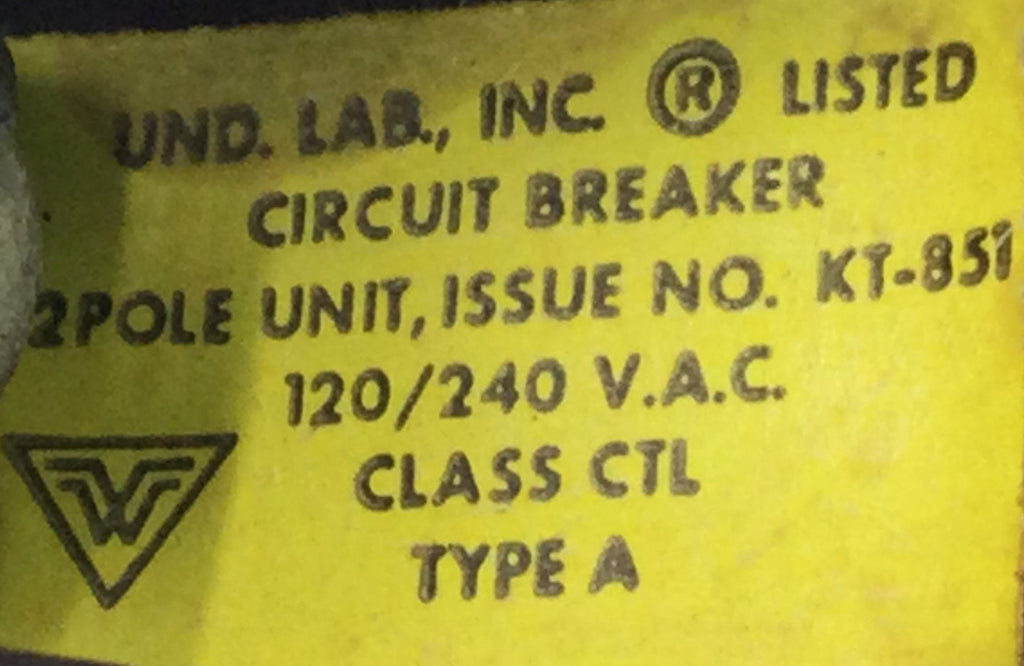 UND. LAB., INC. ® LISTED
CIRCUIT BREAKER
2POLE UNIT, ISSUE NO. KT-851
120/240 V.A.C.
CLASS CTL
TYPE A
W